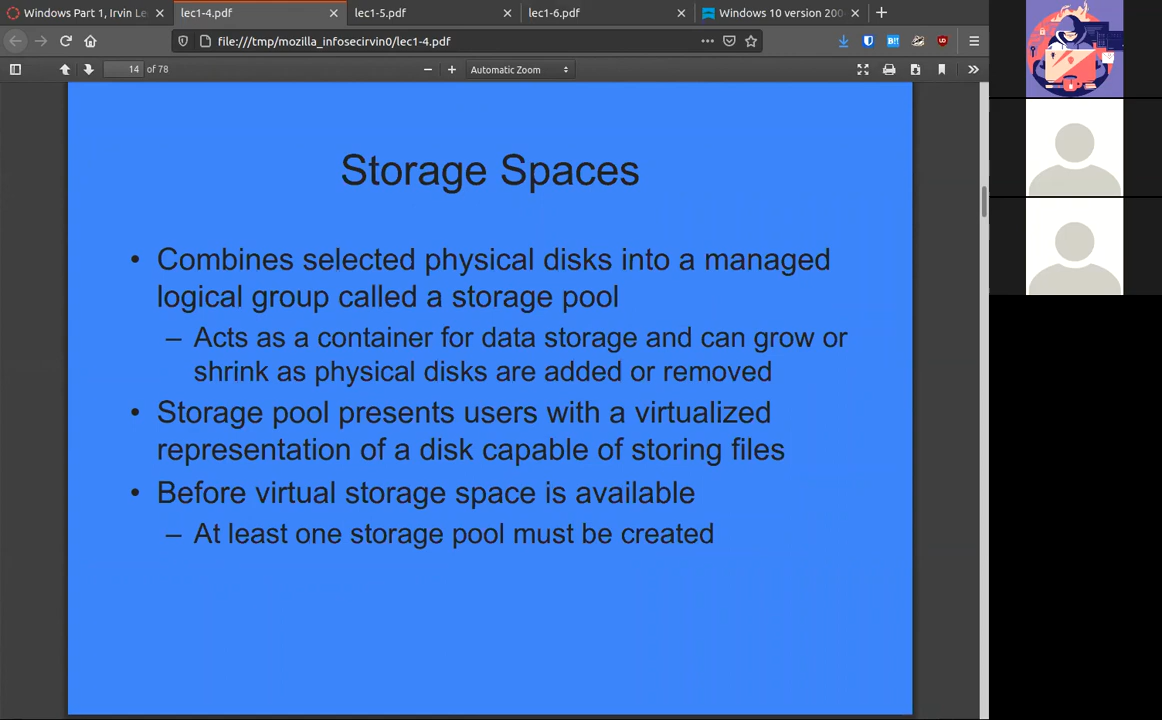 Windows Part 1, Irvin Le
lec1-4.pdf
lec1-5.pdf
lec1-6.pdf
Windows 10 version 200
file:///tmp/mozilla_infosecirvin0/lec1-4.pdf
14 of 78
Automatic Zoom
Storage Spaces
• Combines selected physical disks into a managed
logical group called a storage pool
– Acts as a container for data storage and can grow or
shrink as physical disks are added or removed
• Storage pool presents users with a virtualized
representation of a disk capable of storing files
• Before virtual storage space is available
– At least one storage pool must be created